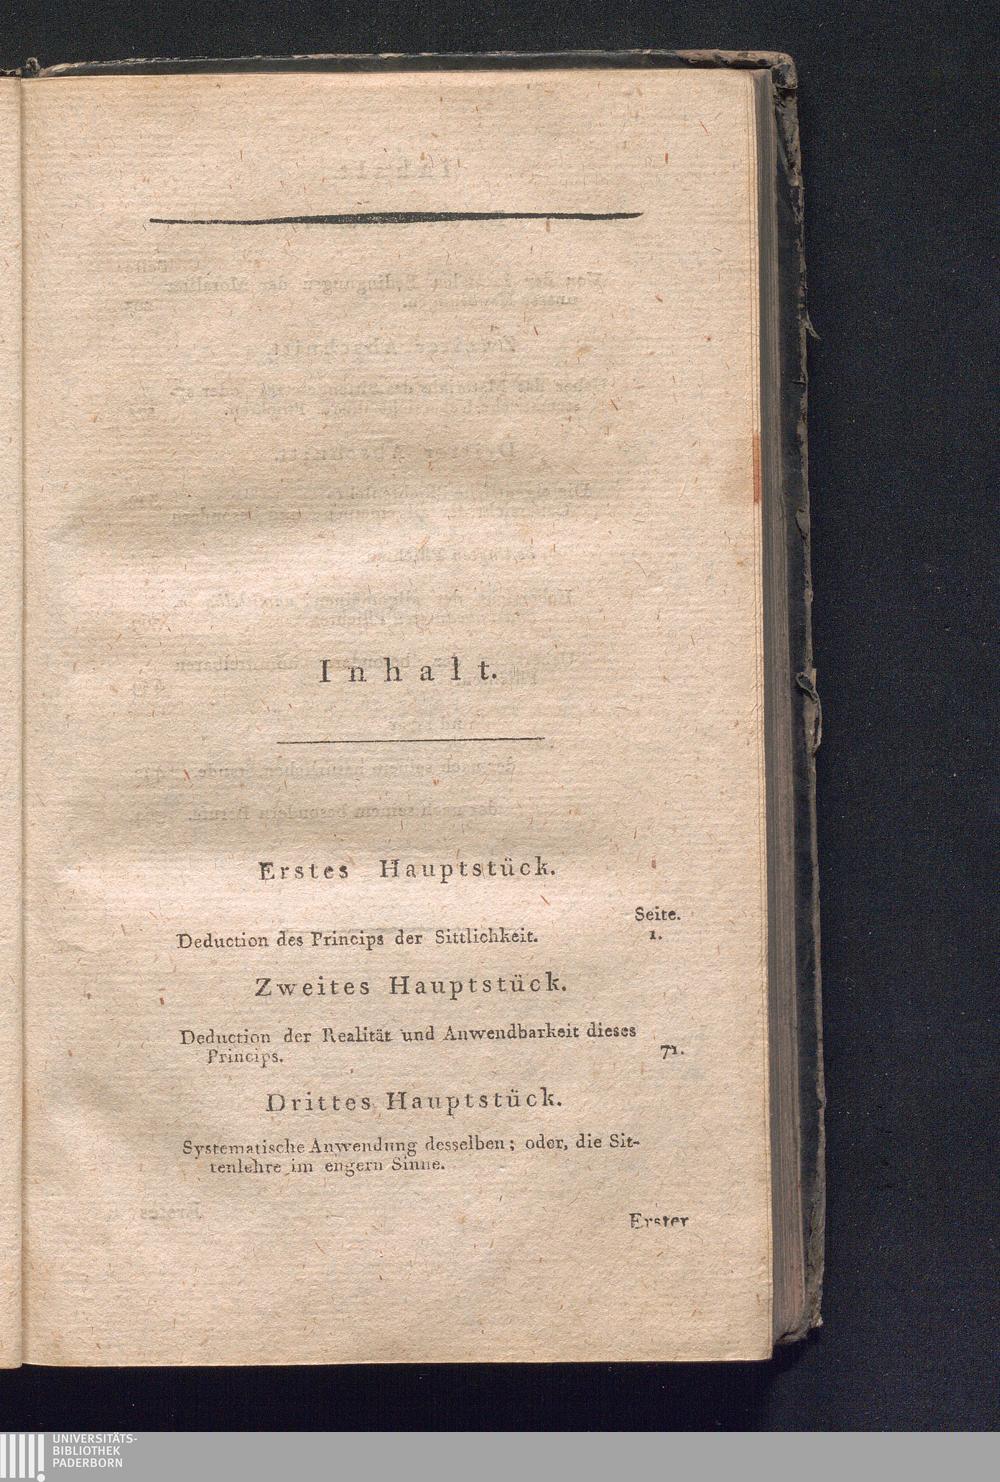 Inhalt.
Erstes Hauptstück.
Seite.
Deduction des Princips der Sittlichkeit. 1.
Zweites Hauptstück.
Deduction der Realität und Anwendbarkeit dieses
Princips. 71.
Drittes Hauptstück.
Systematische Anwendung desselben; oder, die Sit-
tenlehre im engern Sinne.
Erster
UNIVERSITÄTS-
BIBLIOTHEK
PADERBORN